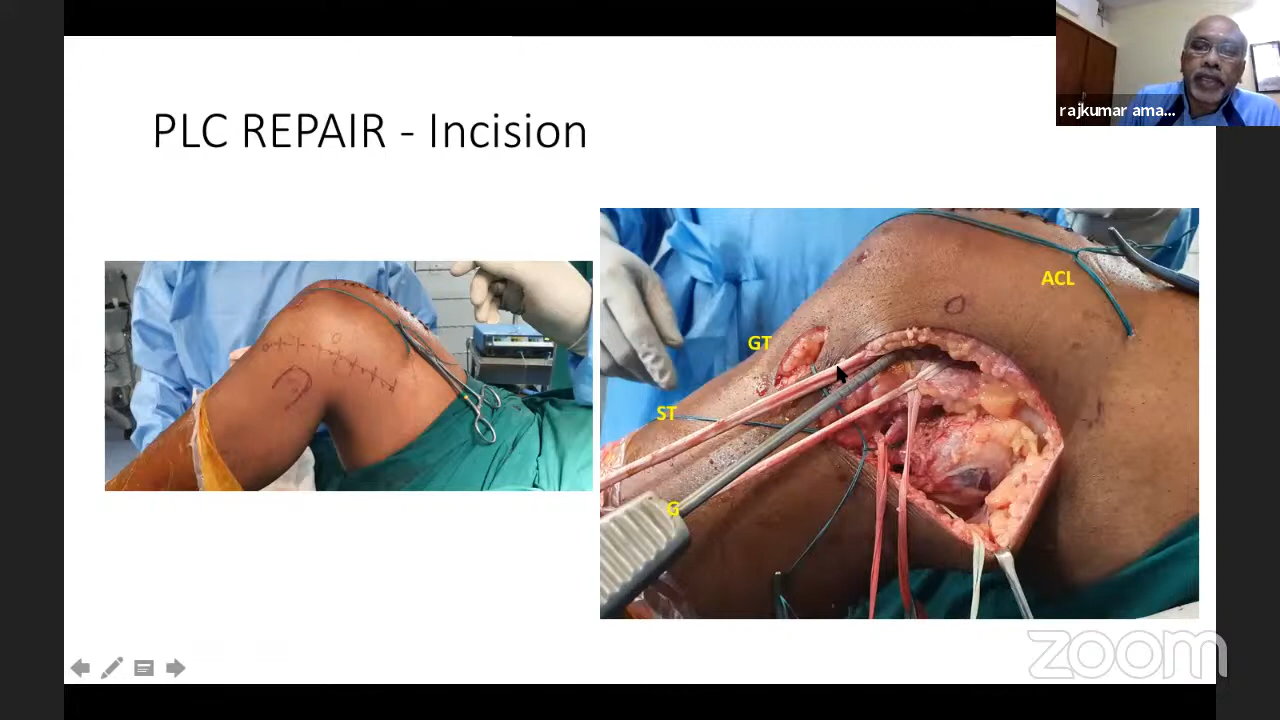 PLC REPAIR - Incision
rajkumar ama...
ACL
GT
ST
G
zoom